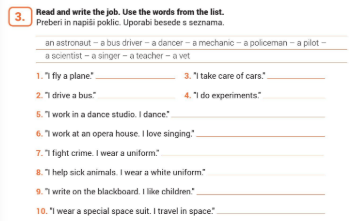 3. Read and write the job. Use the words from the list.
Preberi in napiši poklic. Uporabi besede s seznama.
an astronaut – a bus driver – a dancer – a mechanic – a policeman – a pilot –
a scientist – a singer – a teacher – a vet
1. "I fly a plane."
3. "I take care of cars."
2. "I drive a bus."
4. "I do experiments."
5. "I work in a dance studio. I dance."
6. "I work at an opera house. I love singing."
7. "I fight crime. I wear a uniform."
8. "I help sick animals. I wear a white uniform."
9. "I write on the blackboard. I like children."
10. "I wear a special space suit. I travel in space."